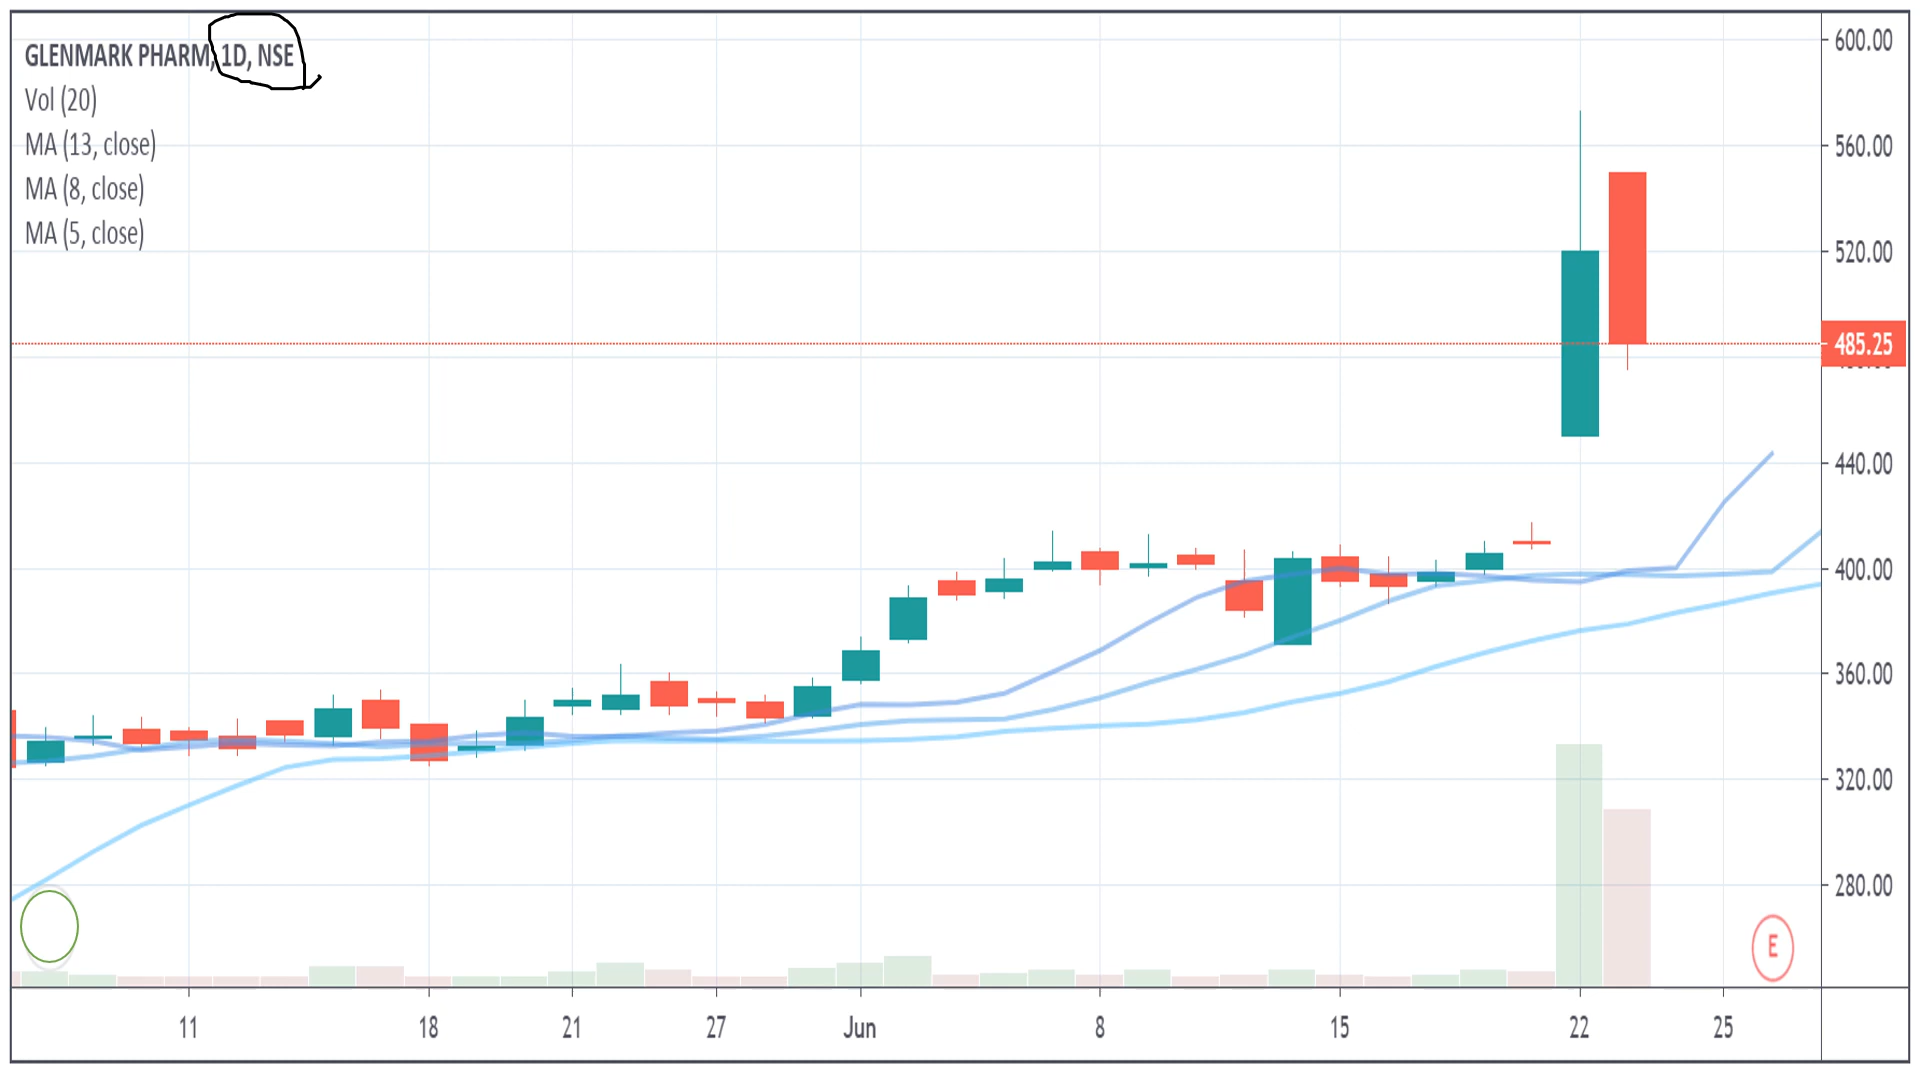 GLENMARK PHARM, 1D, NSE
Vol (20)
MA (13, close)
MA (8, close)
MA (5, close)
600.00
560.00
520.00
485.25
440.00
400.00
360.00
320.00
280.00
E
11 18 21 27 Jun 8 15 22 25